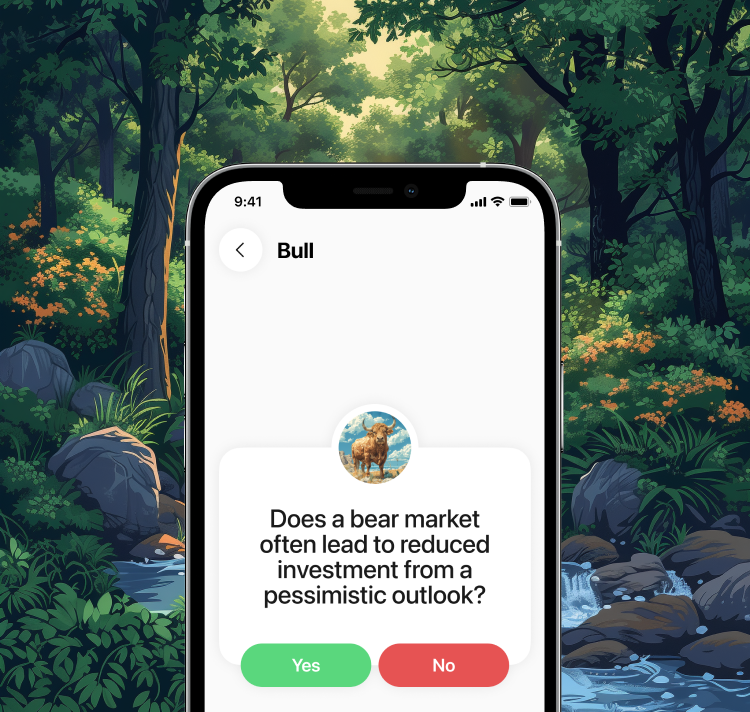 9:41
Bull
Does a bear market
often lead to reduced
investment from a
pessimistic outlook?
Yes
No